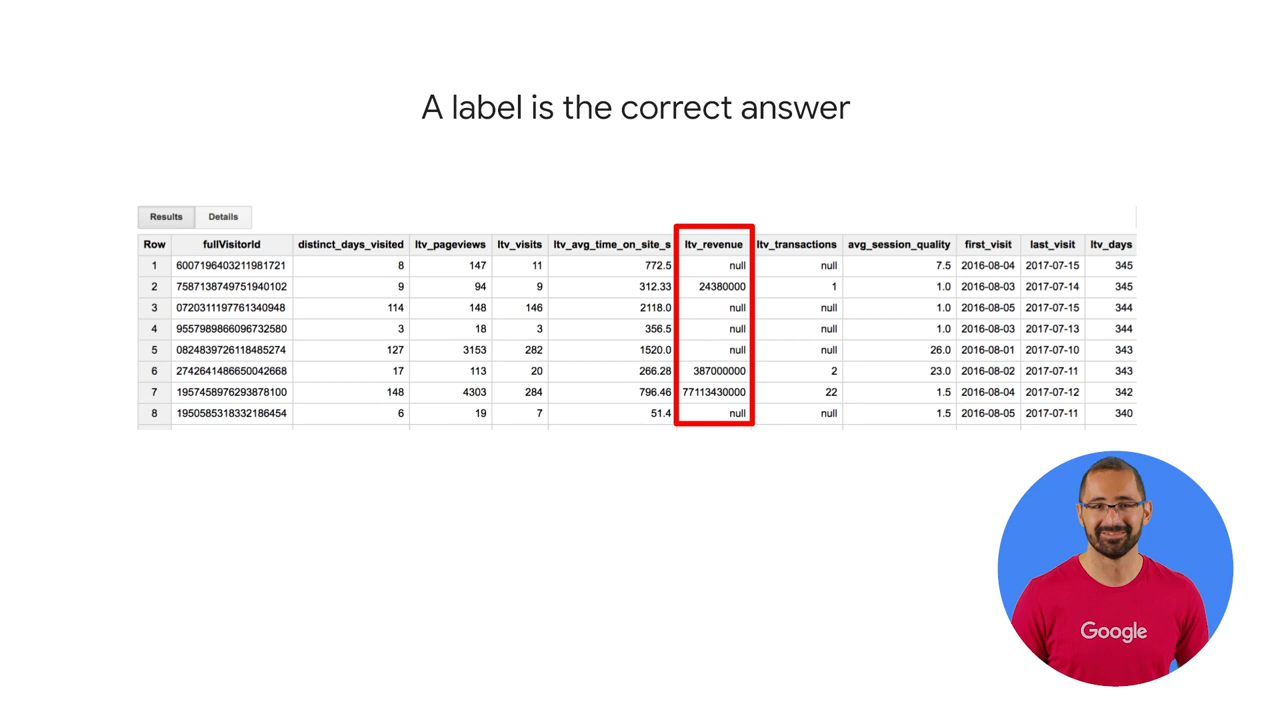 A label is the correct answer
Results Details
Row fullVisitorId distinct_days_visited ltv_pageviews ltv_visits ltv_avg_time_on_site_s ltv_revenue ltv_transactions avg_session_quality first_visit last_visit ltv_days
1 6007196403211981721 8 147 11 772.5 null null 7.5 2016-08-04 2017-07-15 345
2 7587138749751940102 9 94 9 312.33 24380000 1 1.0 2016-08-03 2017-07-14 345
3 0720311197761340948 114 148 146 2118.0 null null 1.0 2016-08-05 2017-07-15 344
4 9557989866096732580 3 18 3 356.5 null null 1.0 2016-08-03 2017-07-13 344
5 0824839726118485274 127 3153 282 1520.0 null null 26.0 2016-08-01 2017-07-10 343
6 2742641486650042668 17 113 20 266.28 387000000 2 23.0 2016-08-02 2017-07-11 343
7 1957458976293878100 148 4303 284 796.46 77113430000 22 1.5 2016-08-04 2017-07-12 342
8 1950585318332186454 6 19 7 51.4 null null 1.5 2016-08-05 2017-07-11 340
Google